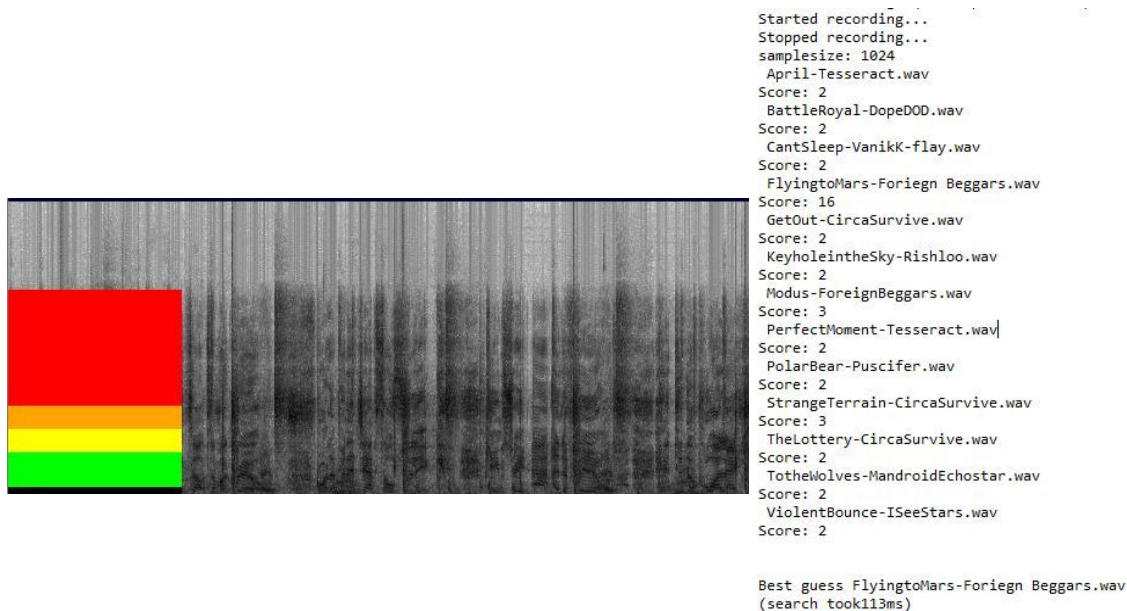 Started recording...
Stopped recording...
samplesize: 1024
April-Tesseract.wav
Score: 2
BattleRoyal-DopeDOD.wav
Score: 2
CantSleep-VanikK-flay.wav
Score: 2
FlyingtoMars-Foriegn Beggars.wav
Score: 16
GetOut-CircaSurvive.wav
Score: 2
KeyholeintheSky-Rishloo.wav
Score: 2
Modus-ForeignBeggars.wav
Score: 3
PerfectMoment-Tesseract.wav
Score: 2
PolarBear-Puscifer.wav
Score: 2
StrangeTerrain-CircaSurvive.wav
Score: 3
TheLottery-CircaSurvive.wav
Score: 2
TotheWolves-MandroidEchostar.wav
Score: 2
ViolentBounce-ISeeStars.wav
Score: 2
Best guess FlyingtoMars-Foriegn Beggars.wav
(search took113ms)